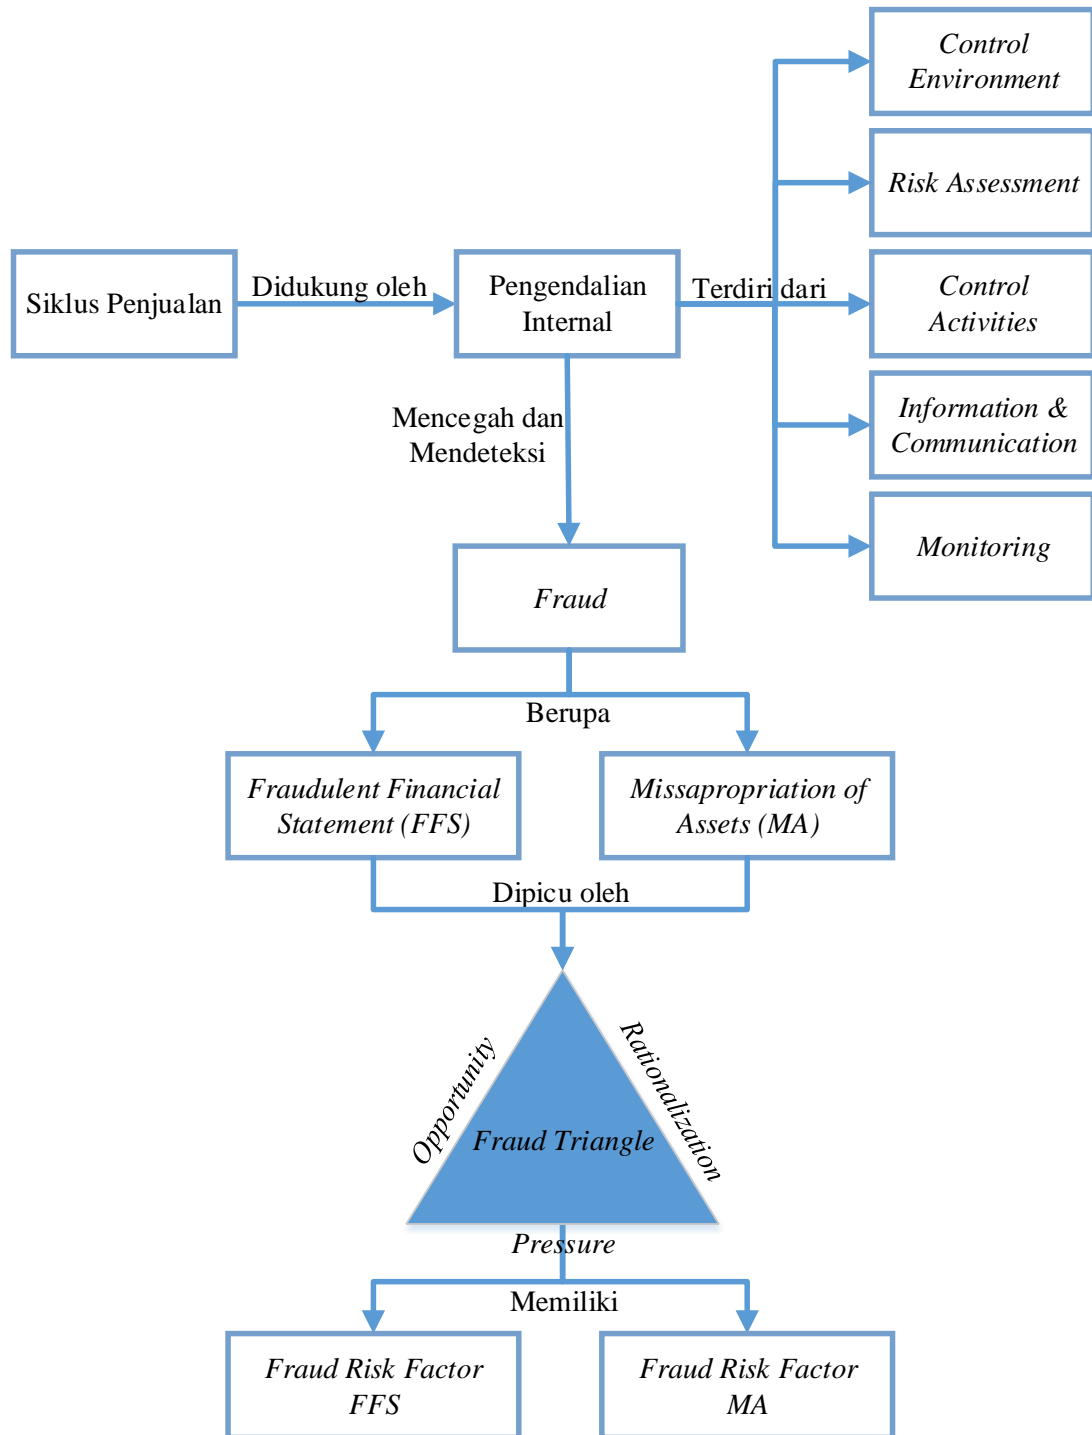 Control
Environment
Risk Assessment
Siklus Penjualan
Didukung oleh
Pengendalian
Internal
Terdiri dari
Control
Activities
Mencegah dan
Mendeteksi
Information &
Communication
Monitoring
Fraud
Berupa
Fraudulent Financial
Statement (FFS)
Missapropriation of
Assets (MA)
Dipicu oleh
Opportunity
Rationalization
Fraud Triangle
Pressure
Memiliki
Fraud Risk Factor
FFS
Fraud Risk Factor
MA